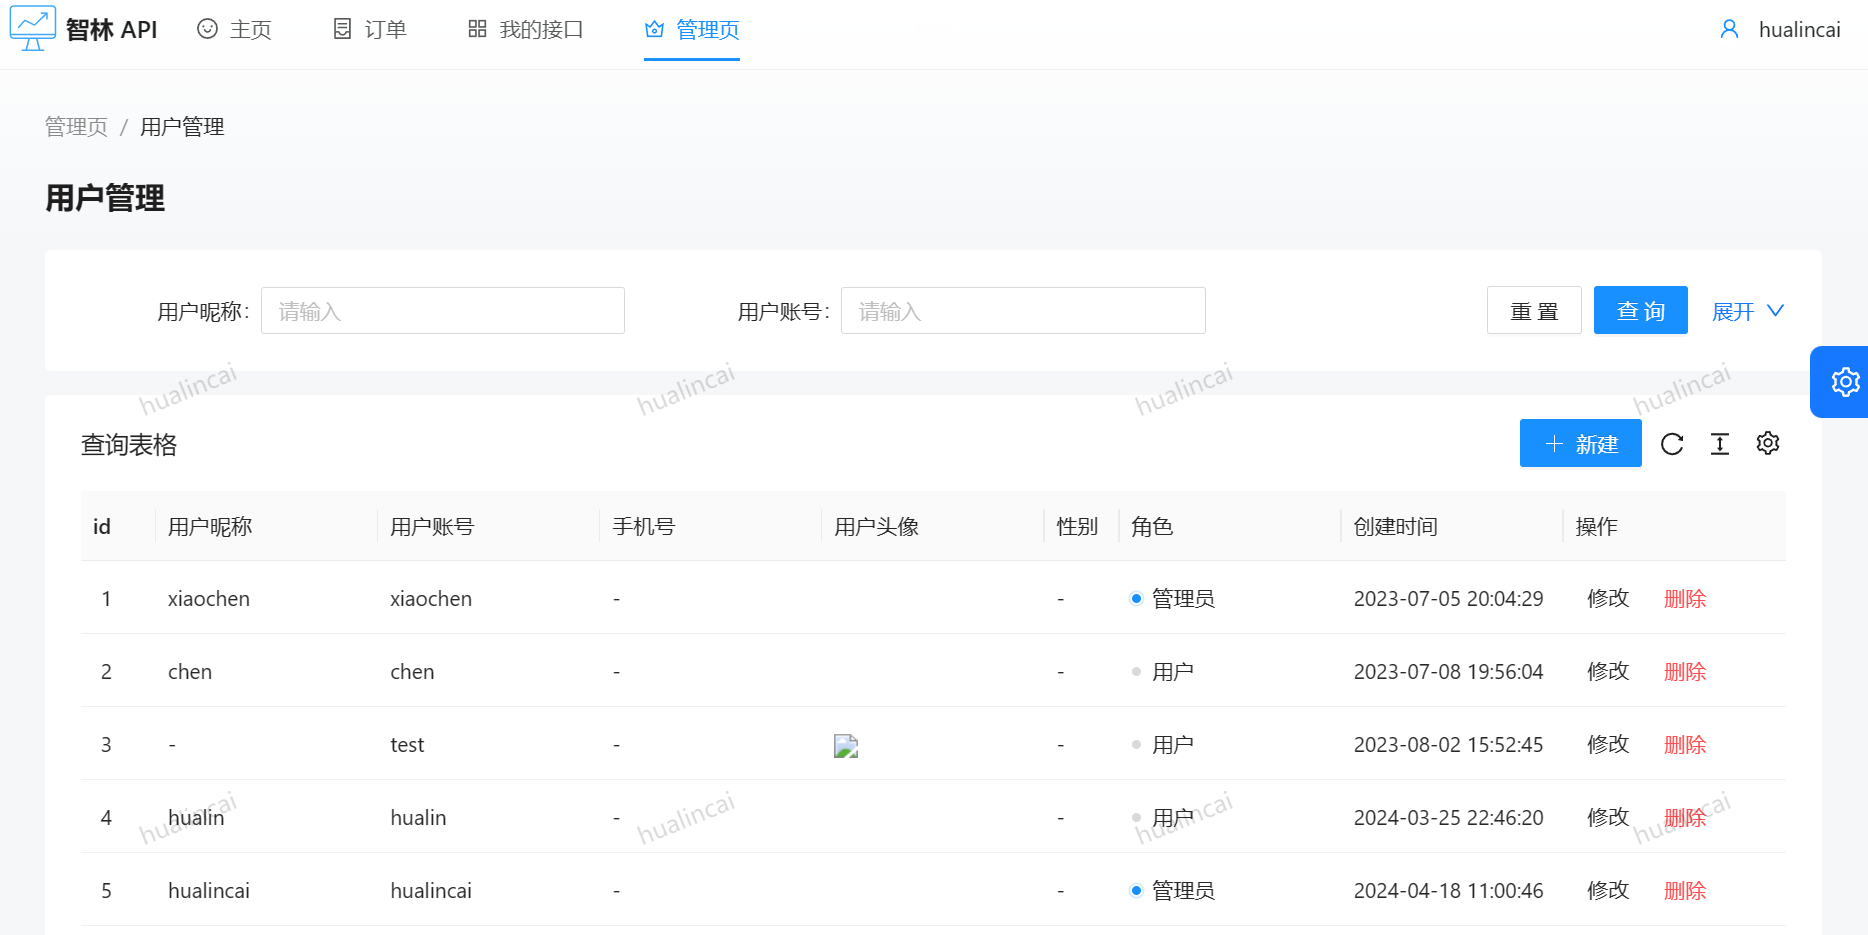 智林 API 主页 订单 我的接口 管理页 hualincai
管理页 / 用户管理
用户管理
用户昵称: 请输入 用户账号: 请输入 重 置 查 询 展开
hualincai hualincai hualincai hualincai
查询表格 新建
id 用户昵称 用户账号 手机号 用户头像 性别 角色 创建时间 操作
1 xiaochen xiaochen - - 管理员 2023-07-05 20:04:29 修改 删除
2 chen chen - - 用户 2023-07-08 19:56:04 修改 删除
3 - test - - 用户 2023-08-02 15:52:45 修改 删除
hualincai hualincai hualincai hualincai
4 hualin hualin - - 用户 2024-03-25 22:46:20 修改 删除
5 hualincai hualincai - - 管理员 2024-04-18 11:00:46 修改 删除